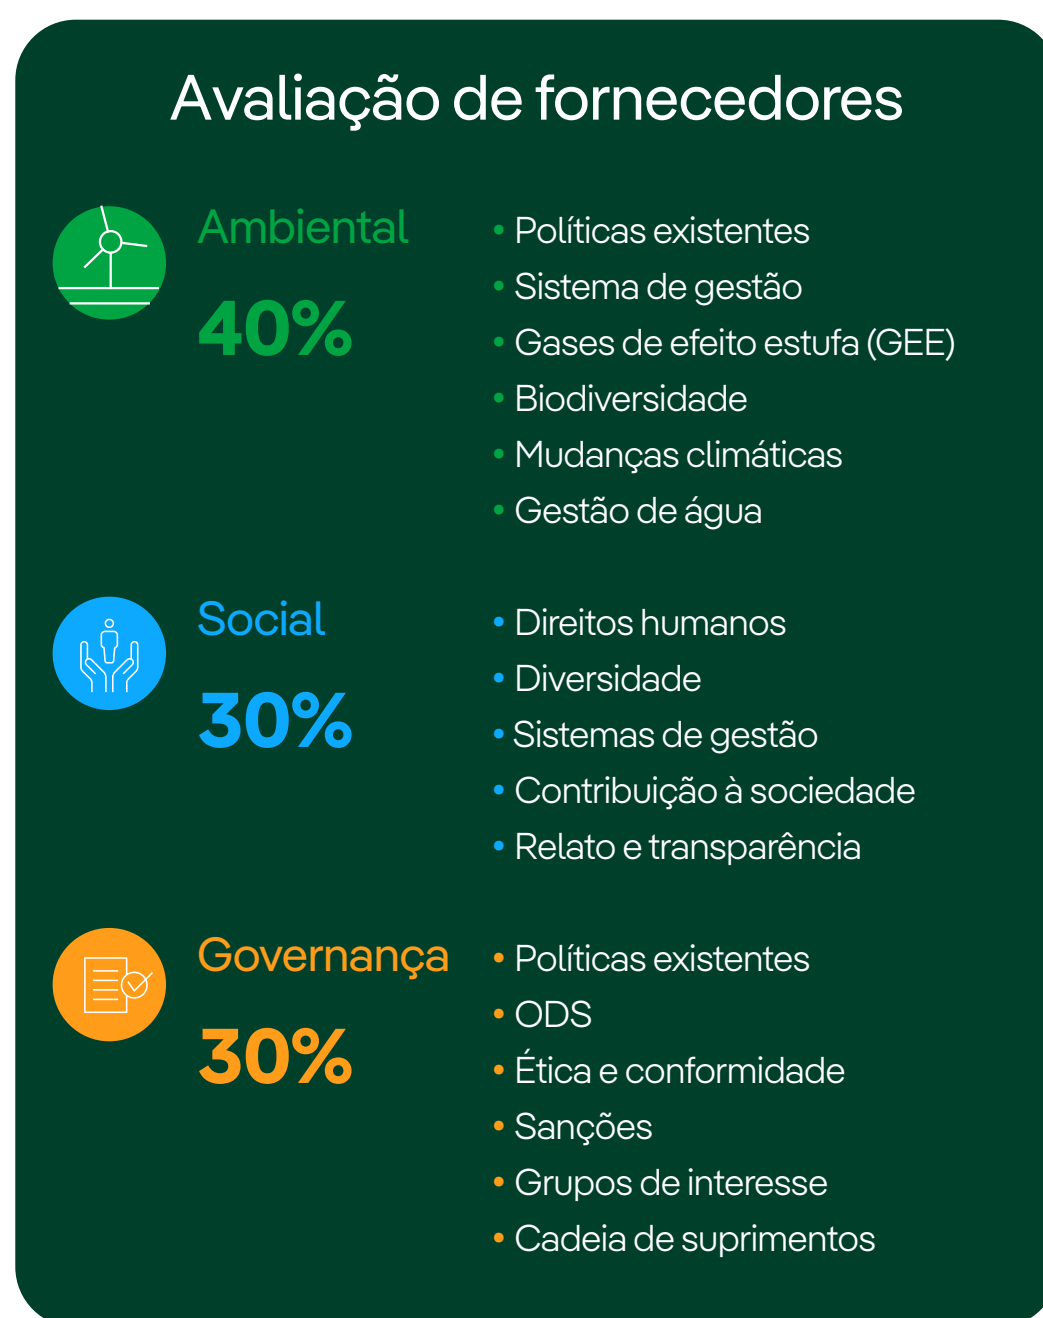 Avaliação de fornecedores
Ambiental
40%
• Políticas existentes
• Sistema de gestão
• Gases de efeito estufa (GEE)
• Biodiversidade
• Mudanças climáticas
• Gestão de água
Social
30%
• Direitos humanos
• Diversidade
• Sistemas de gestão
• Contribuição à sociedade
• Relato e transparência
Governança
30%
• Políticas existentes
• ODS
• Ética e conformidade
• Sanções
• Grupos de interesse
• Cadeia de suprimentos